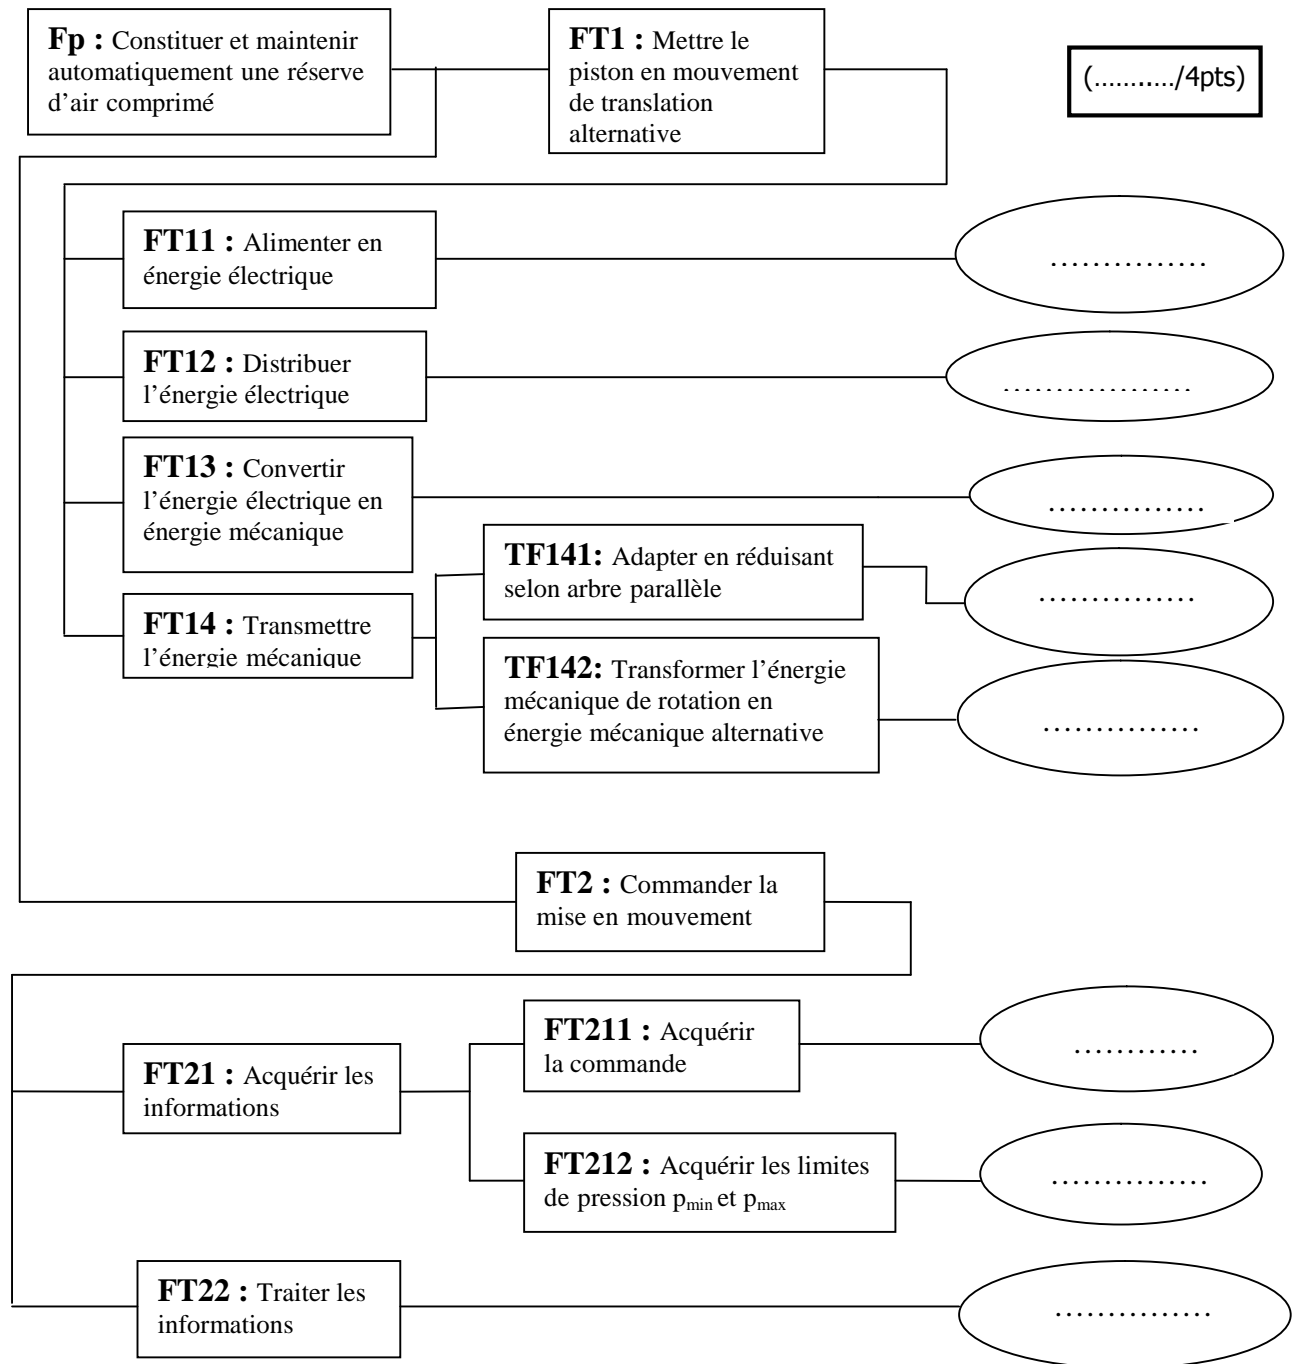 Fp : Constituer et maintenir
automatiquement une réserve
d’air comprimé
FT1 : Mettre le
piston en mouvement
de translation
alternative
(………../4pts)
FT11 : Alimenter en
énergie électrique
……………
FT12 : Distribuer
l’énergie électrique
………………
FT13 : Convertir
l’énergie électrique en
énergie mécanique
……………
TF141: Adapter en réduisant
selon arbre parallèle
……………
FT14 : Transmettre
l’énergie mécanique
TF142: Transformer l’énergie
mécanique de rotation en
énergie mécanique alternative
……………
FT2 : Commander la
mise en mouvement
FT211 : Acquérir
la commande
…………
FT21 : Acquérir les
informations
FT212 : Acquérir les limites
de pression pmin et pmax
……………
FT22 : Traiter les
informations
……………